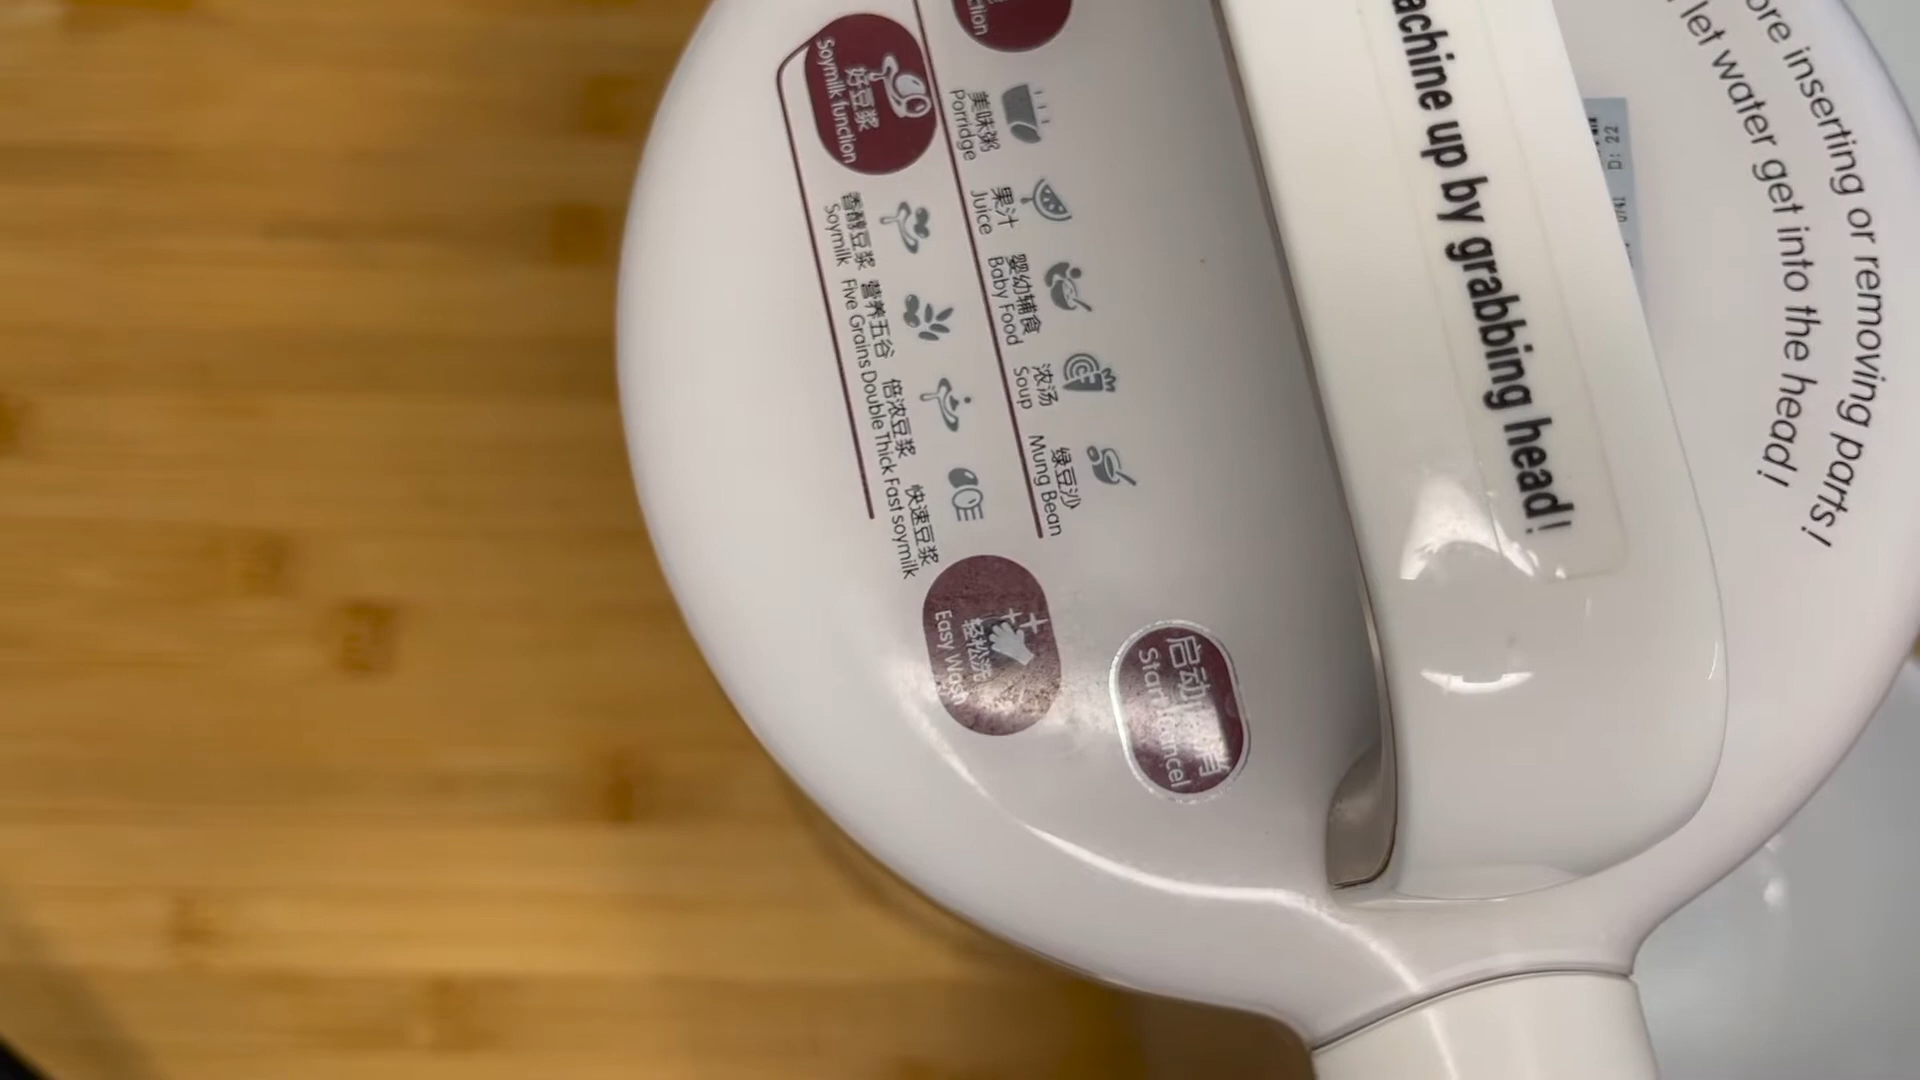 ction
美味粥
Porridge
果汁
Juice
婴幼辅食
Baby Food
浓汤
Soup
绿豆沙
Mung Bean
好豆浆
Soymilk function
香醇豆浆
Soymilk
营养五谷
Five Grains
倍浓豆浆
Double Thick
快速豆浆
Fast soymilk
轻松洗
Easy Wash
启动
Start Cancel
achine up by grabbing head!
ore inserting or removing parts!
let water get into the head!
D: 22